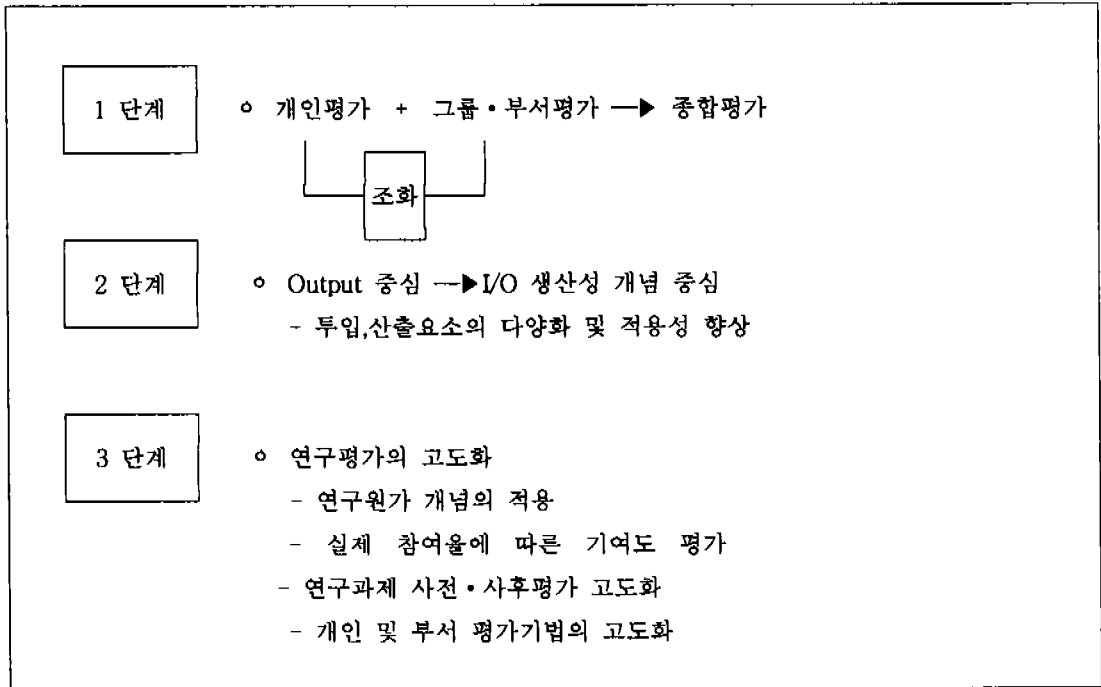 1 단계
ㅇ 개인평가 + 그룹•부서평가 ―▶ 종합평가
조화
2 단계
ㅇ Output 중심 ―▶I/O 생산성 개념 중심
- 투입,산출요소의 다양화 및 적용성 향상
3 단계
ㅇ 연구평가의 고도화
- 연구원가 개념의 적용
- 실제 참여율에 따른 기여도 평가
- 연구과제 사전•사후평가 고도화
- 개인 및 부서 평가기법의 고도화